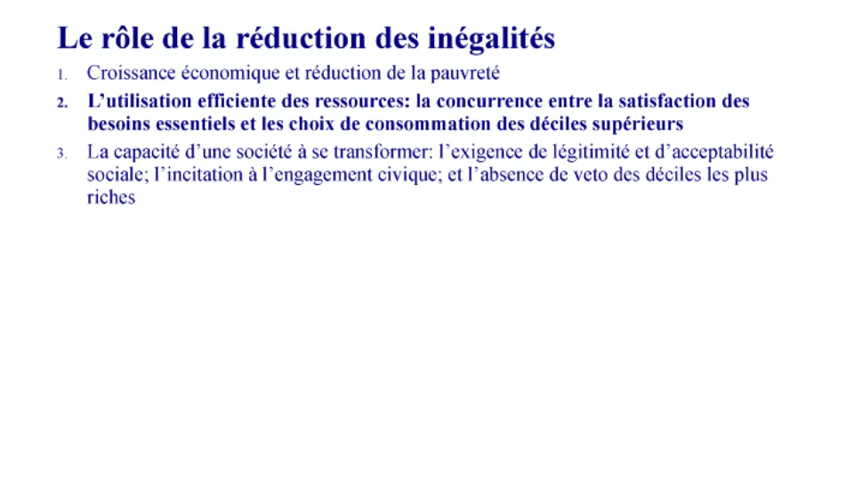 Le rôle de la réduction des inégalités
1. Croissance économique et réduction de la pauvreté
2. L’utilisation efficiente des ressources: la concurrence entre la satisfaction des
besoins essentiels et les choix de consommation des déciles supérieurs
3. La capacité d’une société à se transformer: l’exigence de légitimité et d’acceptabilité
sociale; l’incitation à l’engagement civique; et l’absence de veto des déciles les plus
riches